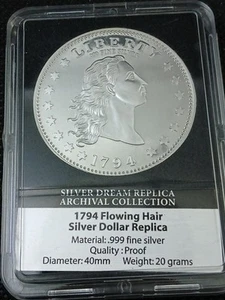 LIBERTY
1794
SILVER DREAM REPLICA
ARCHIVAL COLLECTION
1794 Flowing Hair
Silver Dollar Replica
Material:.999 fine silver
Quality : Proof
Diameter:40mm Weight:20 grams